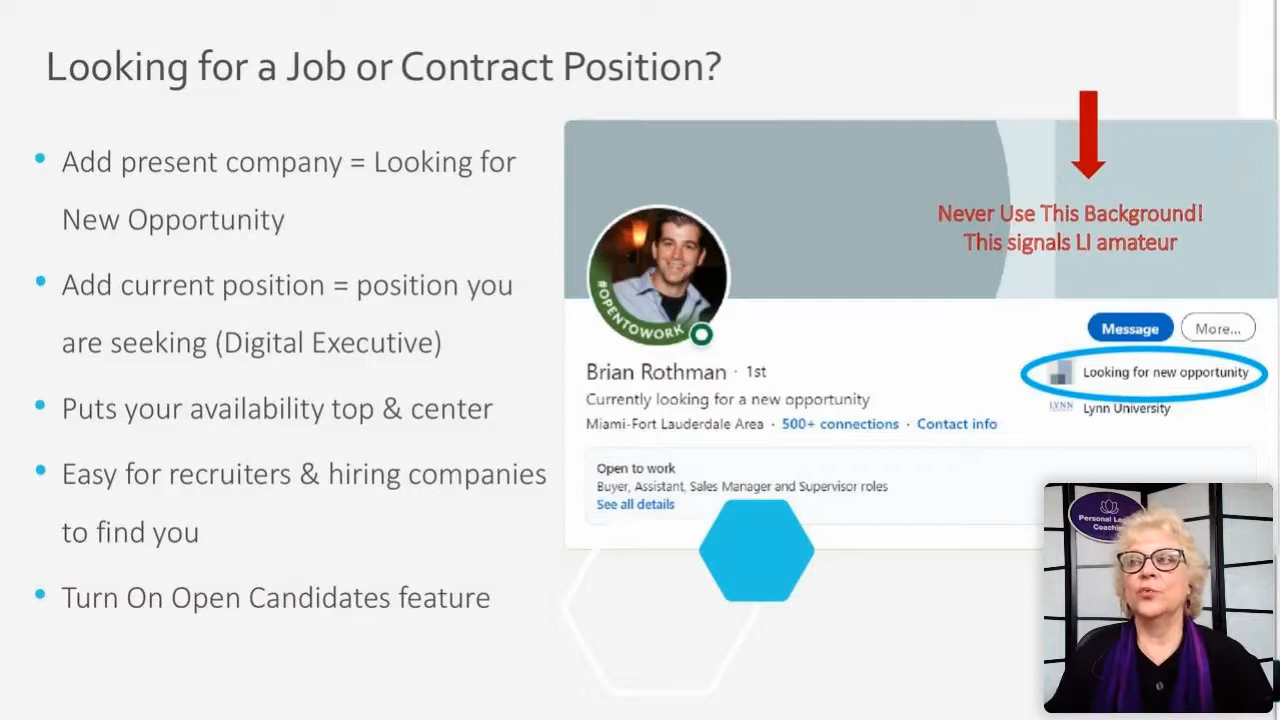 Looking for a Job or Contract Position?
• Add present company = Looking for
New Opportunity
• Add current position = position you
are seeking (Digital Executive)
• Puts your availability top & center
• Easy for recruiters & hiring companies
to find you
• Turn On Open Candidates feature
Never Use This Background!
This signals LI amateur
#OPENTOWORK
Message
More...
Brian Rothman · 1st
Looking for new opportunity
Currently looking for a new opportunity
LYNN
Lynn University
Miami-Fort Lauderdale Area · 500+ connections · Contact info
Open to work
Buyer, Assistant, Sales Manager and Supervisor roles
See all details
Personal